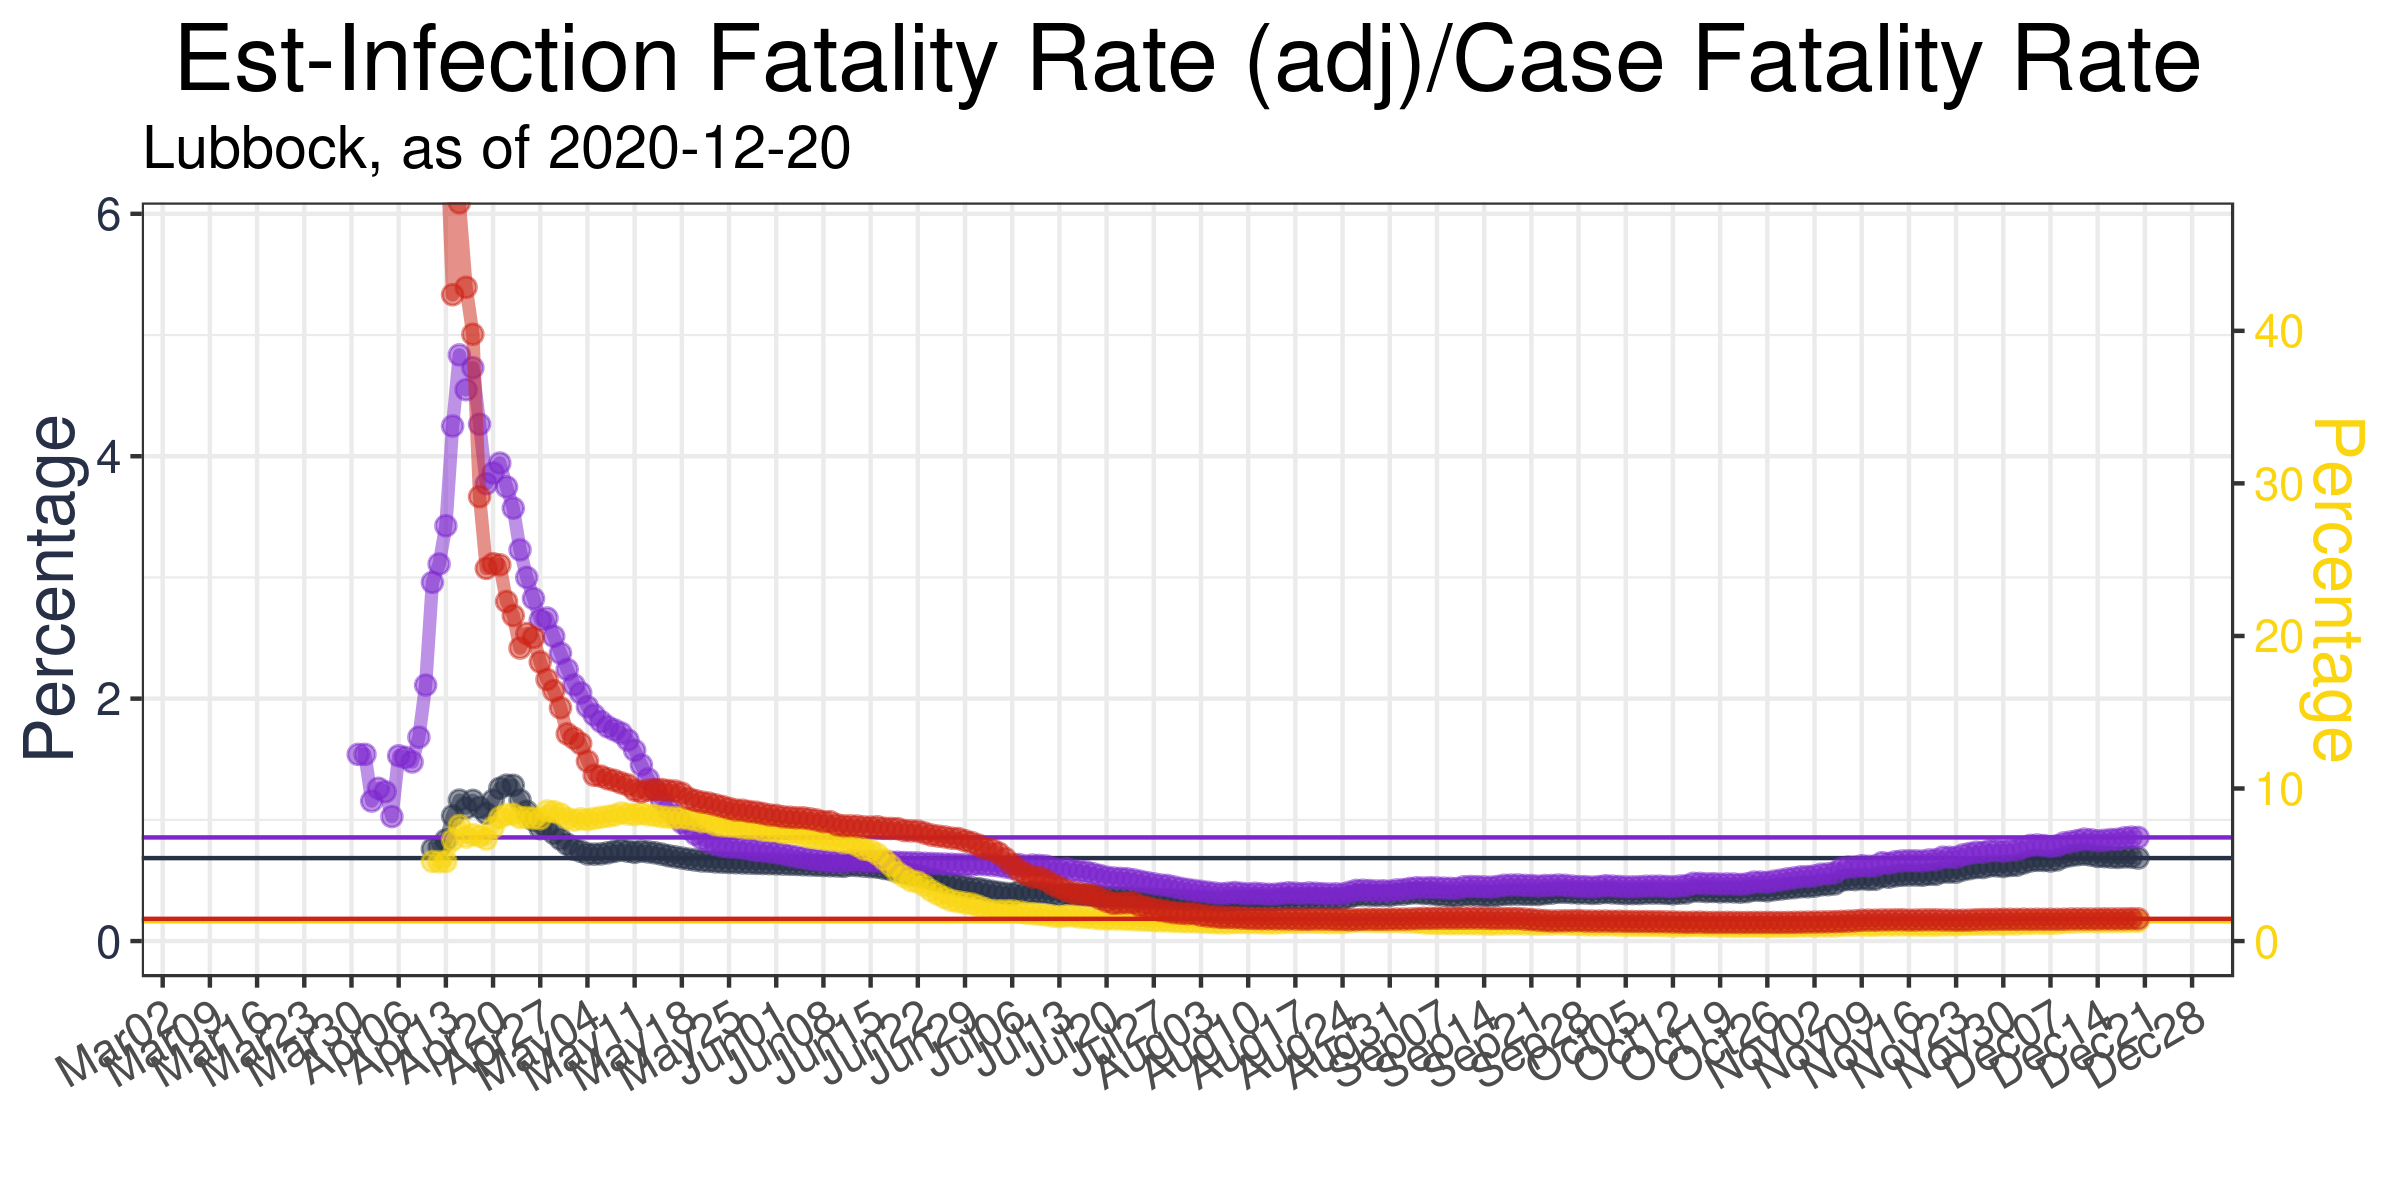 Est-Infection Fatality Rate (adj)/Case Fatality Rate
Lubbock, as of 2020-12-20
Percentage
6
4
2
0
40
30
20
10
0
Percentage
Mar02
Mar09
Mar16
Mar23
Mar30
Apr06
Apr13
Apr20
Apr27
May04
May11
May18
May25
Jun01
Jun08
Jun15
Jun22
Jun29
Jul06
Jul13
Jul20
Jul27
Aug03
Aug10
Aug17
Aug24
Aug31
Sep07
Sep14
Sep21
Sep28
Oct05
Oct12
Oct19
Oct26
Nov02
Nov09
Nov16
Nov23
Nov30
Dec07
Dec14
Dec21
Dec28